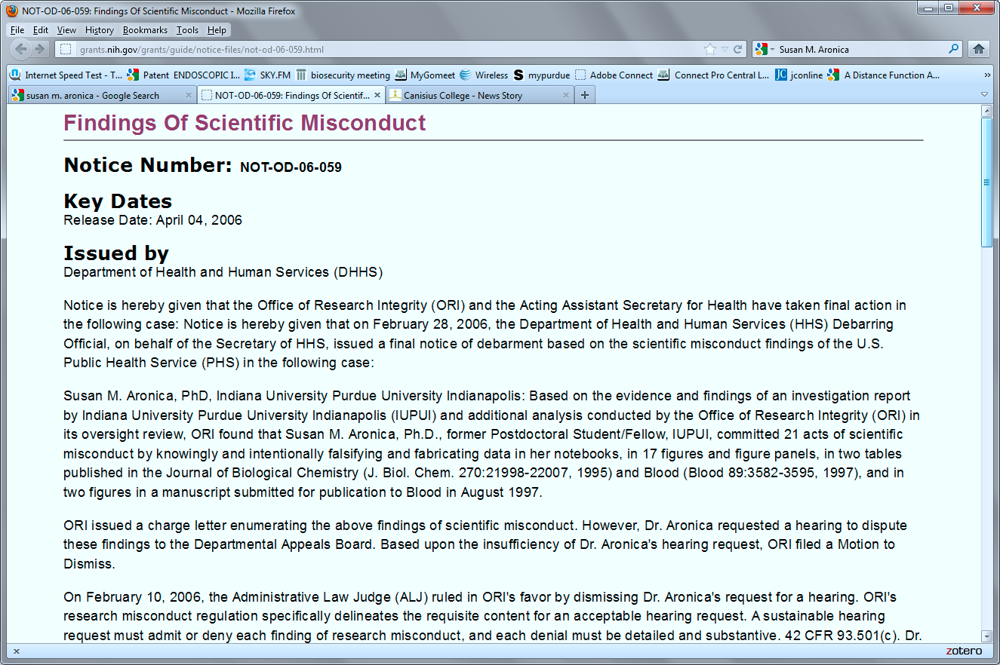 NOT-OD-06-059: Findings Of Scientific Misconduct - Mozilla Firefox
File Edit View History Bookmarks Tools Help
grants.nih.gov/grants/guide/notice-files/not-od-06-059.html
Susan M. Aronica
Internet Speed Test - T... Patent ENDOSCOPIC I... SKY.FM biosecurity meeting MyGomeet Wireless S mypurdue Adobe Connect Connect Pro Central L... JC jconline A Distance Function A... »
susan m. aronica - Google Search NOT-OD-06-059: Findings Of Scientif... Canisius College - News Story
Findings Of Scientific Misconduct
Notice Number: NOT-OD-06-059
Key Dates
Release Date: April 04, 2006
Issued by
Department of Health and Human Services (DHHS)
Notice is hereby given that the Office of Research Integrity (ORI) and the Acting Assistant Secretary for Health have taken final action in
the following case: Notice is hereby given that on February 28, 2006, the Department of Health and Human Services (HHS) Debarring
Official, on behalf of the Secretary of HHS, issued a final notice of debarment based on the scientific misconduct findings of the U.S.
Public Health Service (PHS) in the following case:
Susan M. Aronica, PhD, Indiana University Purdue University Indianapolis: Based on the evidence and findings of an investigation report
by Indiana University Purdue University Indianapolis (IUPUI) and additional analysis conducted by the Office of Research Integrity (ORI) in
its oversight review, ORI found that Susan M. Aronica, Ph.D., former Postdoctoral Student/Fellow, IUPUI, committed 21 acts of scientific
misconduct by knowingly and intentionally falsifying and fabricating data in her notebooks, in 17 figures and figure panels, in two tables
published in the Journal of Biological Chemistry (J. Biol. Chem. 270:21998-22007, 1995) and Blood (Blood 89:3582-3595, 1997), and in
two figures in a manuscript submitted for publication to Blood in August 1997.
ORI issued a charge letter enumerating the above findings of scientific misconduct. However, Dr. Aronica requested a hearing to dispute
these findings to the Departmental Appeals Board. Based upon the insufficiency of Dr. Aronica's hearing request, ORI filed a Motion to
Dismiss.
On February 10, 2006, the Administrative Law Judge (ALJ) ruled in ORI's favor by dismissing Dr. Aronica's request for a hearing. ORI's
research misconduct regulation specifically delineates the requisite content for an acceptable hearing request. A sustainable hearing
request must admit or deny each finding of research misconduct, and each denial must be detailed and substantive. 42 CFR 93.501(c). Dr.
zotero